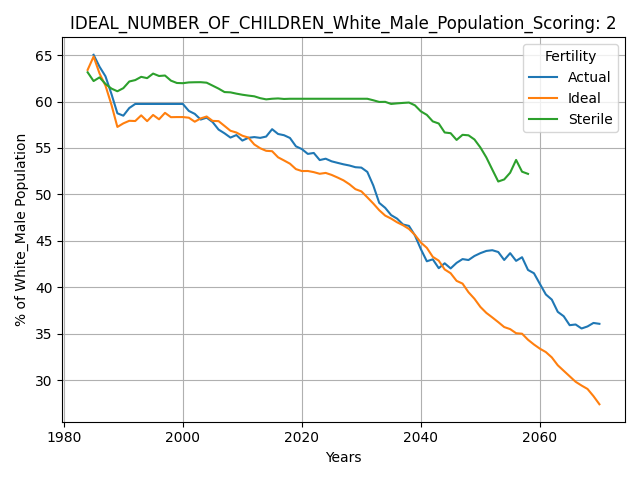 IDEAL_NUMBER_OF_CHILDREN_White_Male_Population_Scoring: 2
% of White_Male Population
65
60
55
50
45
40
35
30
Fertility
Actual
Ideal
Sterile
1980
2000
2020
2040
2060
Years